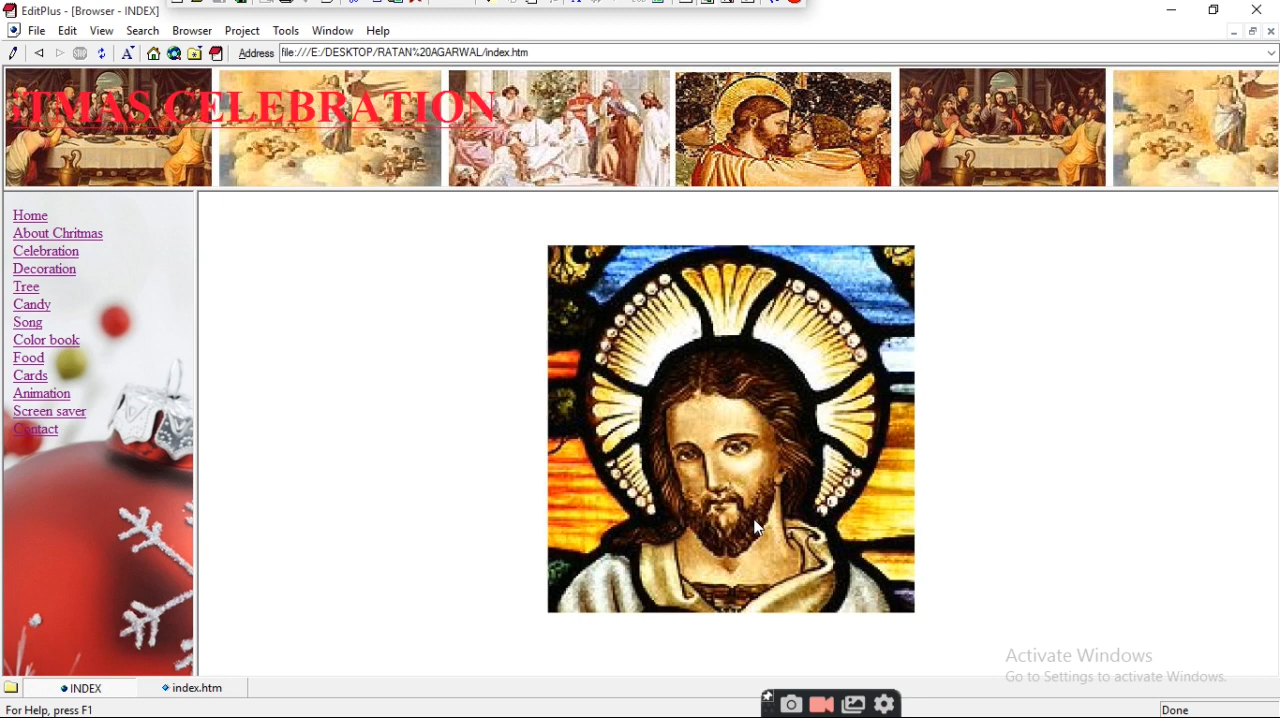 EditPlus - [Browser - INDEX]
File Edit View Search Browser Project Tools Window Help
Address file:///E:/DESKTOP/RATAN%20AGARWAL/index.htm
STMAS CELEBRATION
Home
About Chritmas
Celebration
Decoration
Tree
Candy
Song
Color book
Food
Cards
Animation
Screen saver
Contact
Activate Windows
Go to Settings to activate Windows.
INDEX index.htm
For Help, press F1
Done